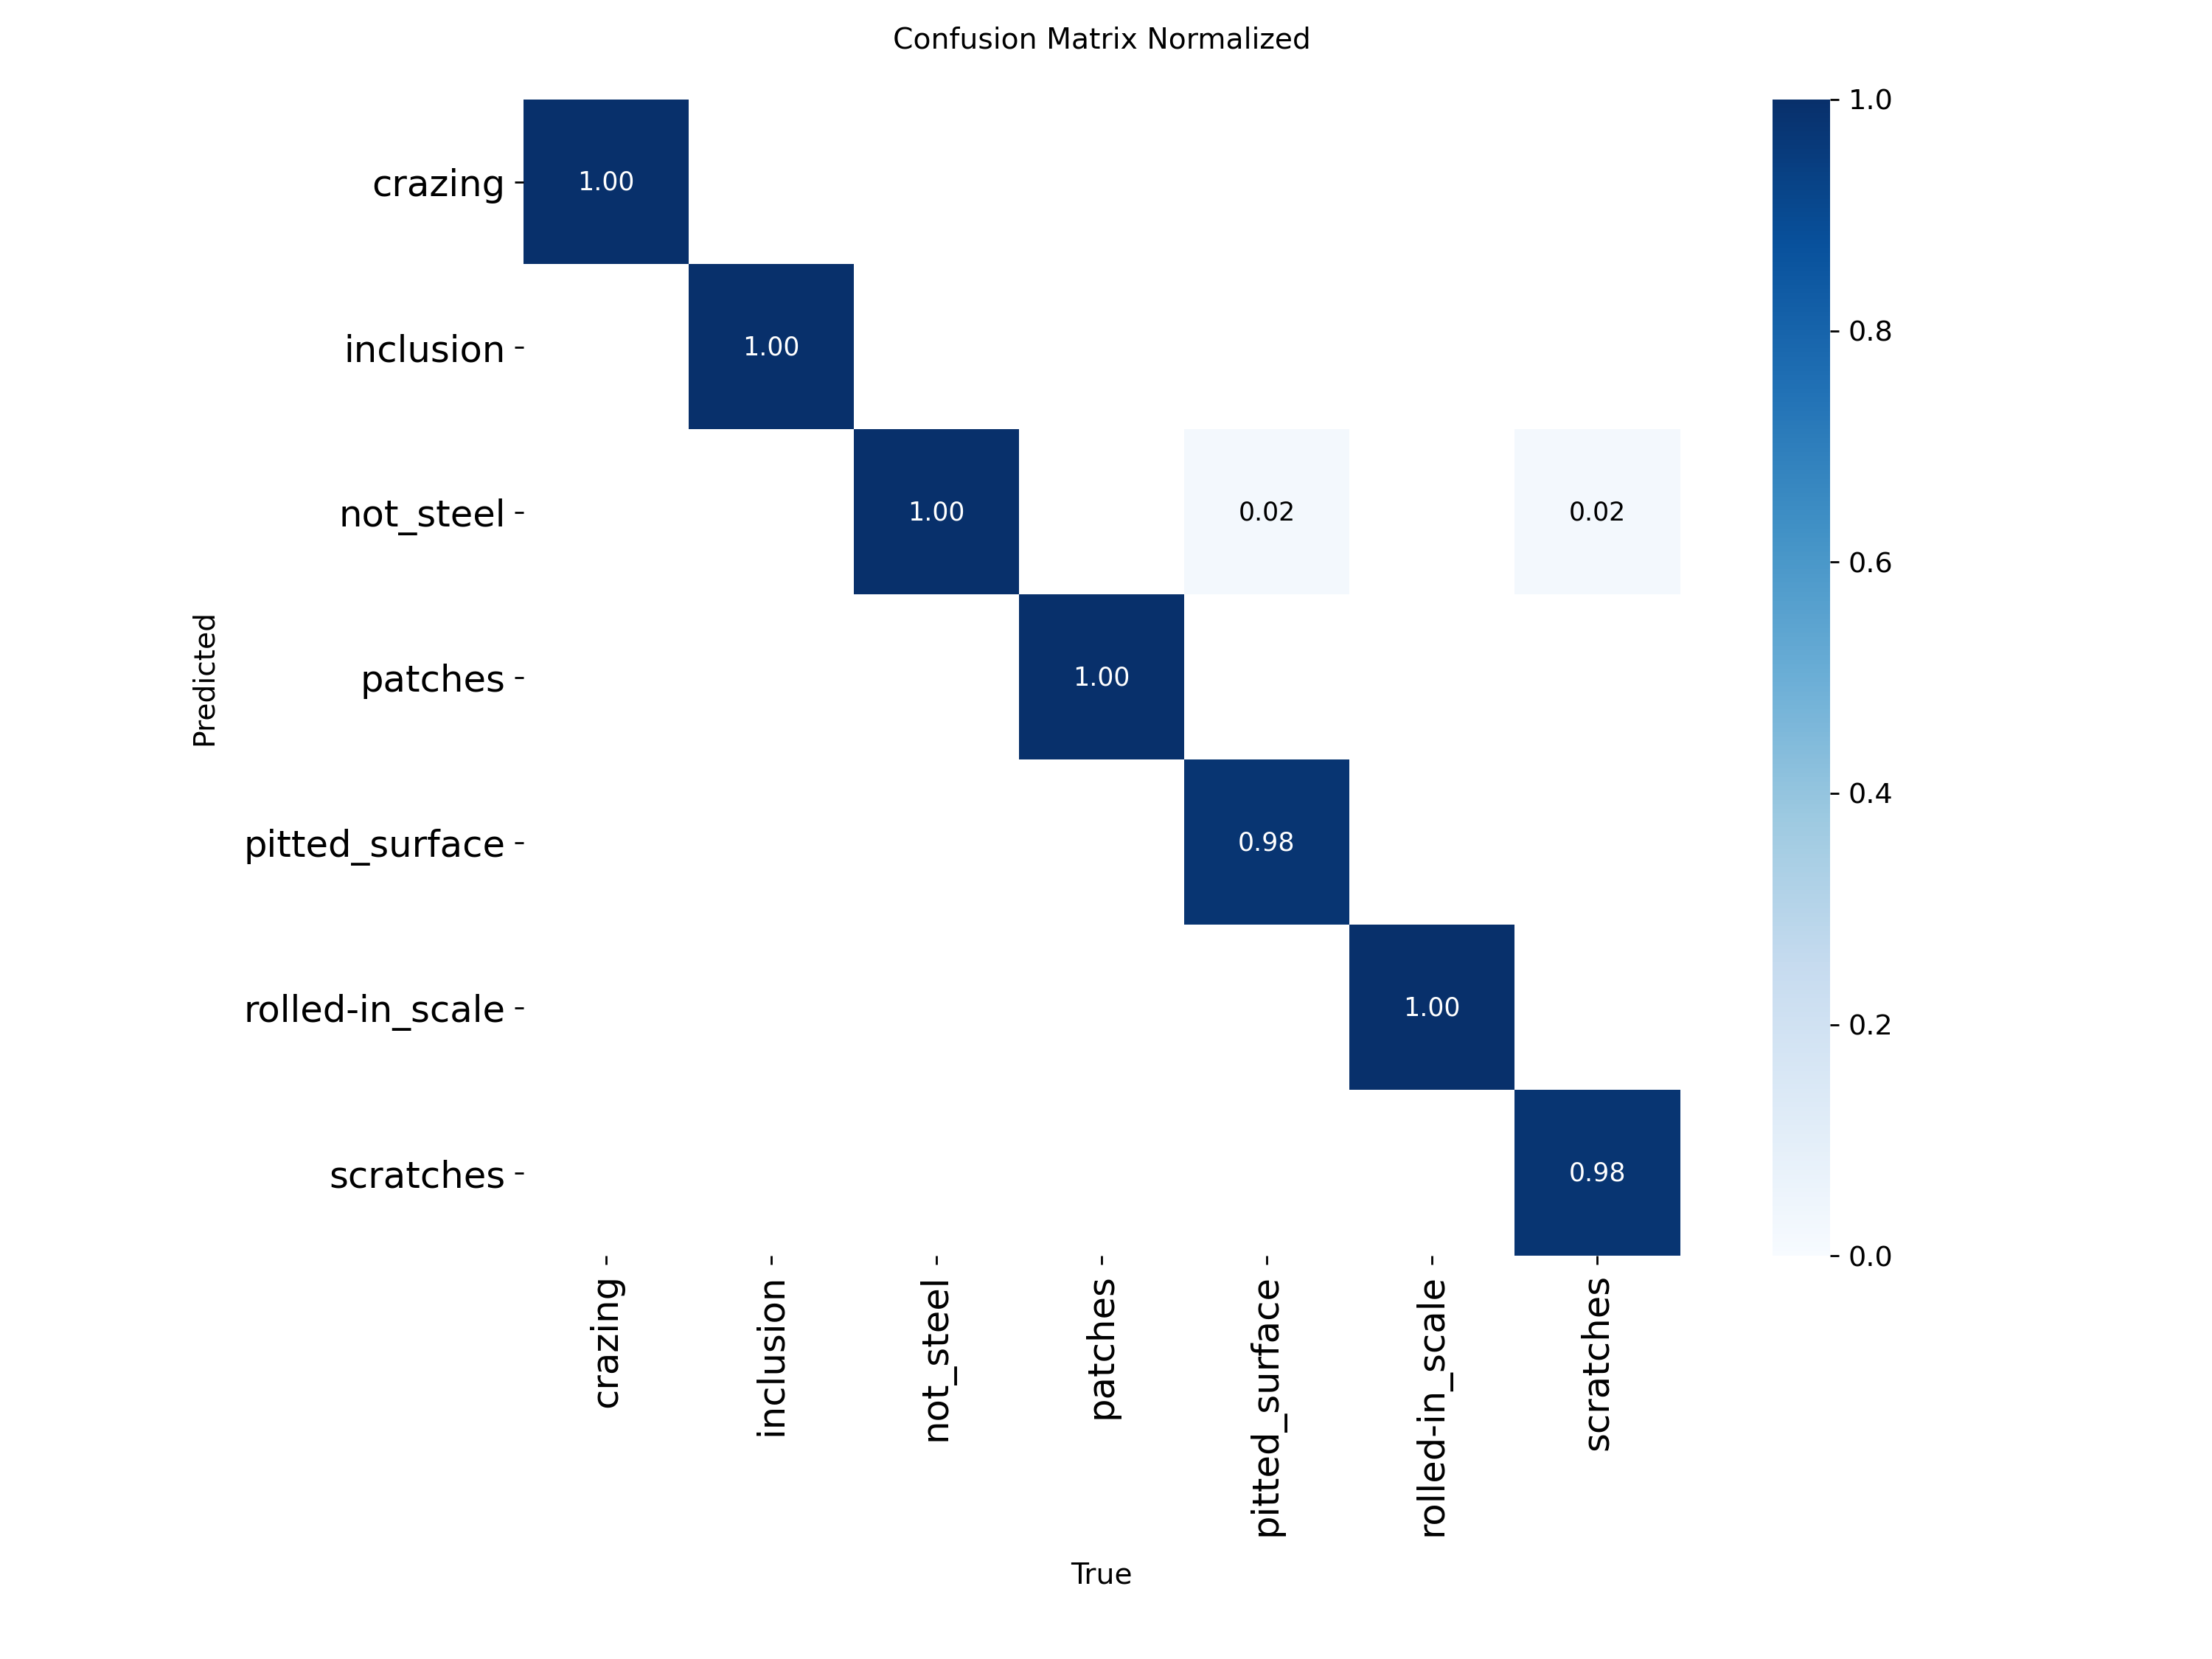 Confusion Matrix Normalized
crazing
1.00
inclusion
1.00
not_steel
1.00 0.02 0.02
patches
1.00
pitted_surface
0.98
rolled-in_scale
1.00
scratches
0.98
Predicted
crazing
inclusion
not_steel
patches
pitted_surface
rolled-in_scale
scratches
True
1.0
0.8
0.6
0.4
0.2
0.0